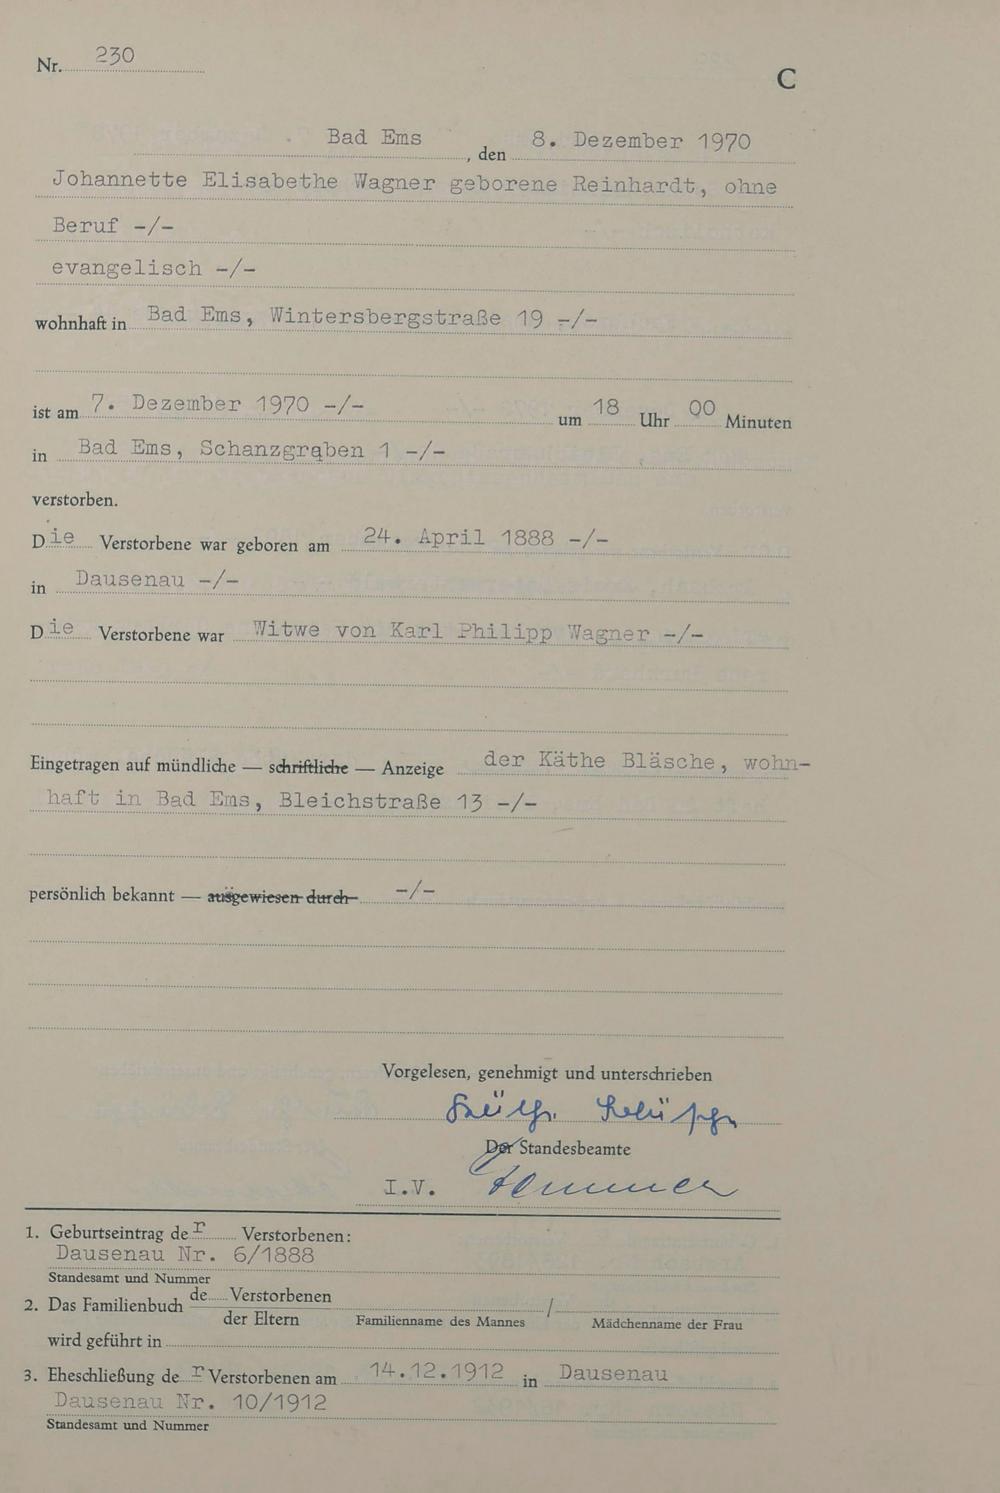 Nr. 230
C
Bad Ems, den 8. Dezember 1970
Johannette Elisabethe Wagner geborene Reinhardt, ohne
Beruf -/-
evangelisch -/-
wohnhaft in Bad Ems, Wintersbergstraße 19 -/-
ist am 7. Dezember 1970 -/- um 18 Uhr 00 Minuten
in Bad Ems, Schanzgraben 1 -/-
verstorben.
Die Verstorbene war geboren am 24. April 1888 -/-
in Dausenau -/-
Die Verstorbene war Witwe von Karl Philipp Wagner -/-
Eingetragen auf mündliche — schriftliche — Anzeige der Käthe Bläsche, wohn-
haft in Bad Ems, Bleichstraße 13 -/-
persönlich bekannt — ausgewiesen durch -/-
Vorgelesen, genehmigt und unterschrieben
Der Standesbeamte
I.V.
1. Geburtseintrag der Verstorbenen:
Dausenau Nr. 6/1888
Standesamt und Nummer
2. Das Familienbuch de Verstorbenen /
der Eltern Familienname des Mannes Mädchenname der Frau
wird geführt in
3. Eheschließung der Verstorbenen am 14.12.1912 in Dausenau
Dausenau Nr. 10/1912
Standesamt und Nummer